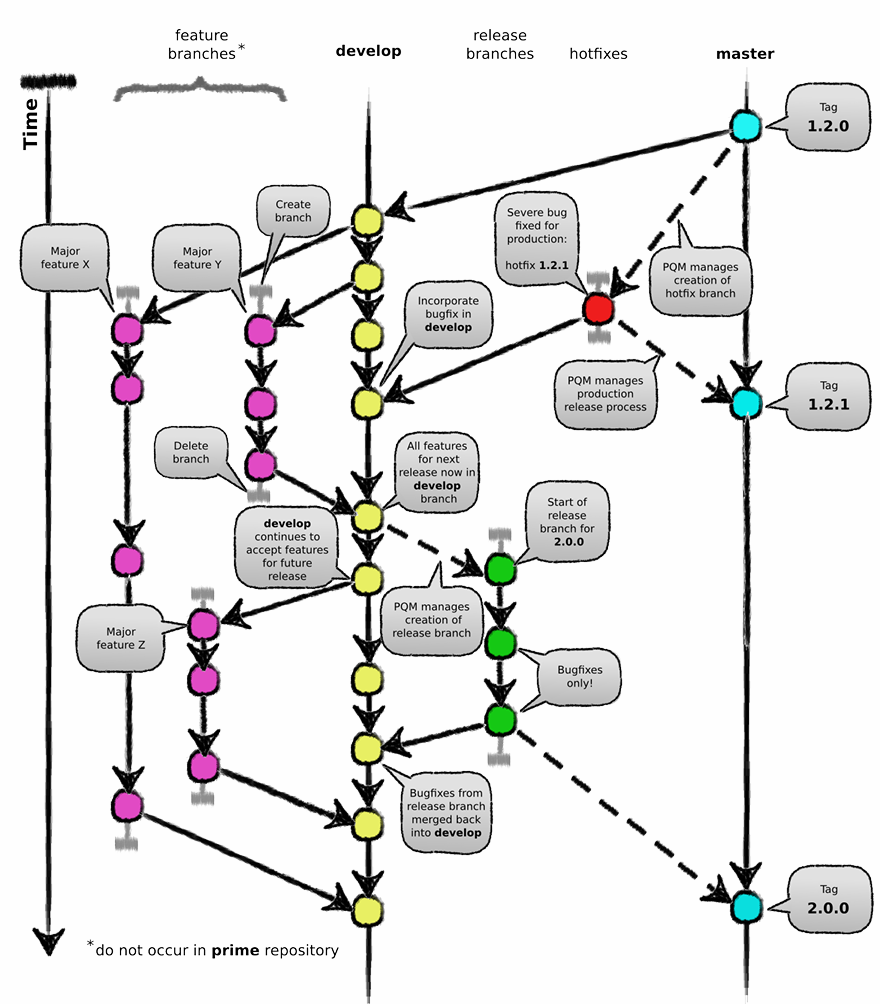 feature
branches*
develop
release
branches
hotfixes
master
Time
Tag
1.2.0
Create
branch
Severe bug
fixed for
production:
hotfix 1.2.1
Major
feature X
Major
feature Y
PQM manages
creation of
hotfix branch
Incorporate
bugfix in
develop
PQM manages
production
release process
Tag
1.2.1
Delete
branch
All features
for next
release now in
develop
branch
Start of
release
branch for
2.0.0
develop
continues to
accept features
for future
release
PQM manages
creation of
release branch
Major
feature Z
Bugfixes
only!
Bugfixes from
release branch
merged back
into develop
Tag
2.0.0
*do not occur in prime repository